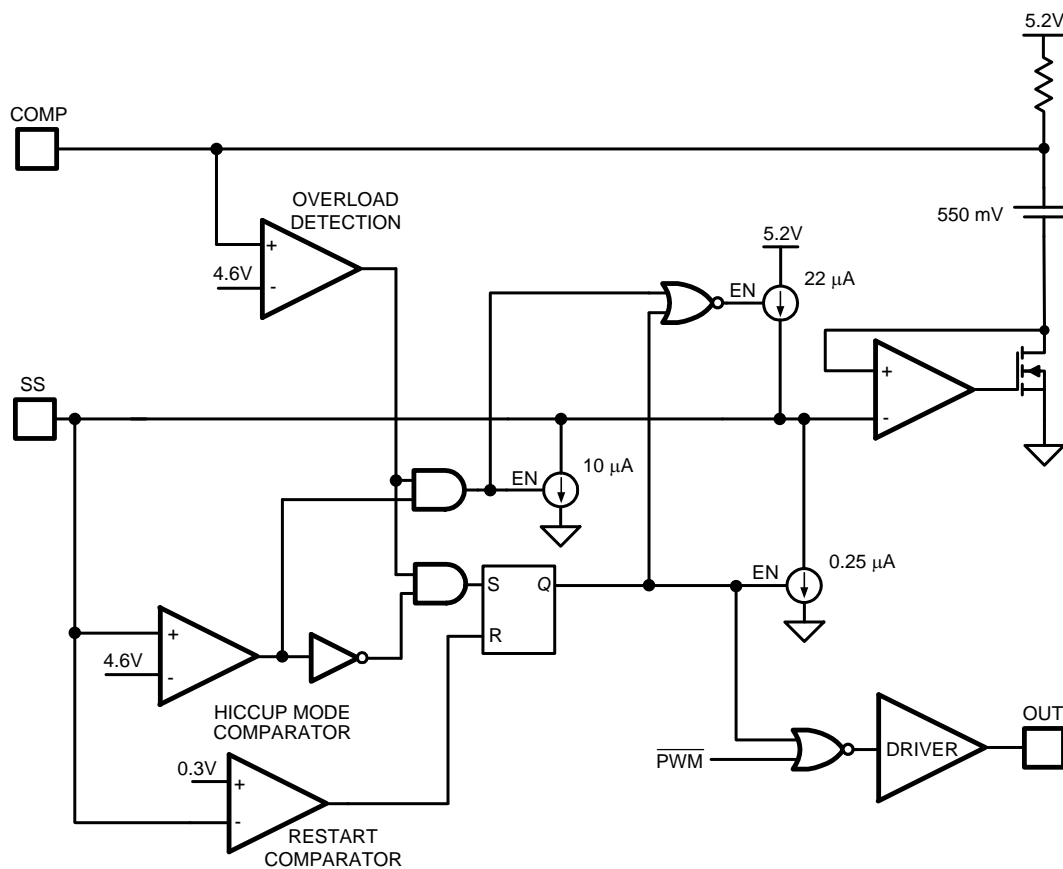 5.2V
COMP
OVERLOAD
DETECTION
550 mV
+
4.6V
-
5.2V
EN
22 μA
SS
+
-
10 μA
EN
0.25 μA
EN
S
Q
R
+
4.6V
-
HICCUP MODE
COMPARATOR
0.3V
+
-
RESTART
COMPARATOR
PWM
DRIVER
OUT